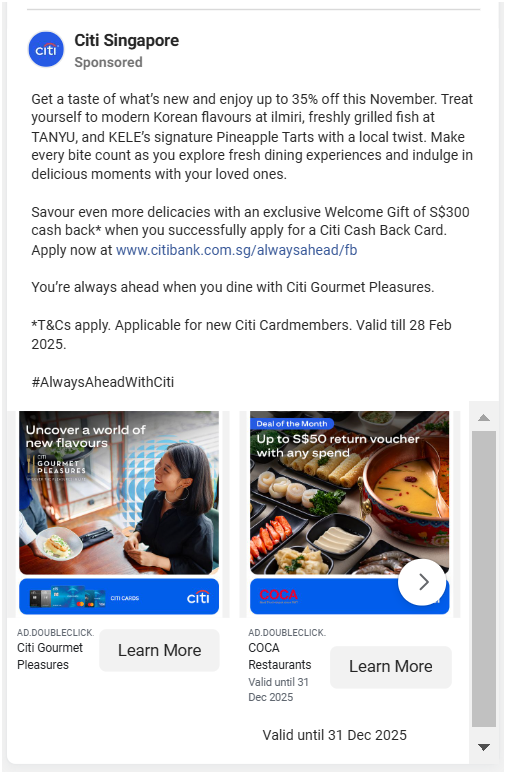 citi
Citi Singapore
Sponsored
Get a taste of what's new and enjoy up to 35% off this November. Treat
yourself to modern Korean flavours at ilmiri, freshly grilled fish at
TANYU, and KELE's signature Pineapple Tarts with a local twist. Make
every bite count as you explore fresh dining experiences and indulge in
delicious moments with your loved ones.
Savour even more delicacies with an exclusive Welcome Gift of S$300
cash back* when you successfully apply for a Citi Cash Back Card.
Apply now at www.citibank.com.sg/alwaysahead/fb
You're always ahead when you dine with Citi Gourmet Pleasures.
*T&Cs apply. Applicable for new Citi Cardmembers. Valid till 28 Feb
2025.
#AlwaysAheadWithCiti
Uncover a world of
new flavours
citi
GOURMET
PLEASURES
CITI CARDS
citi
AD.DOUBLECLICK.
Citi Gourmet
Pleasures
Learn More
Deal of the Month
Up to S$50 return voucher
with any spend
COCA
AD.DOUBLECLICK.
COCA
Restaurants
Valid until 31
Dec 2025
Learn More
Valid until 31 Dec 2025